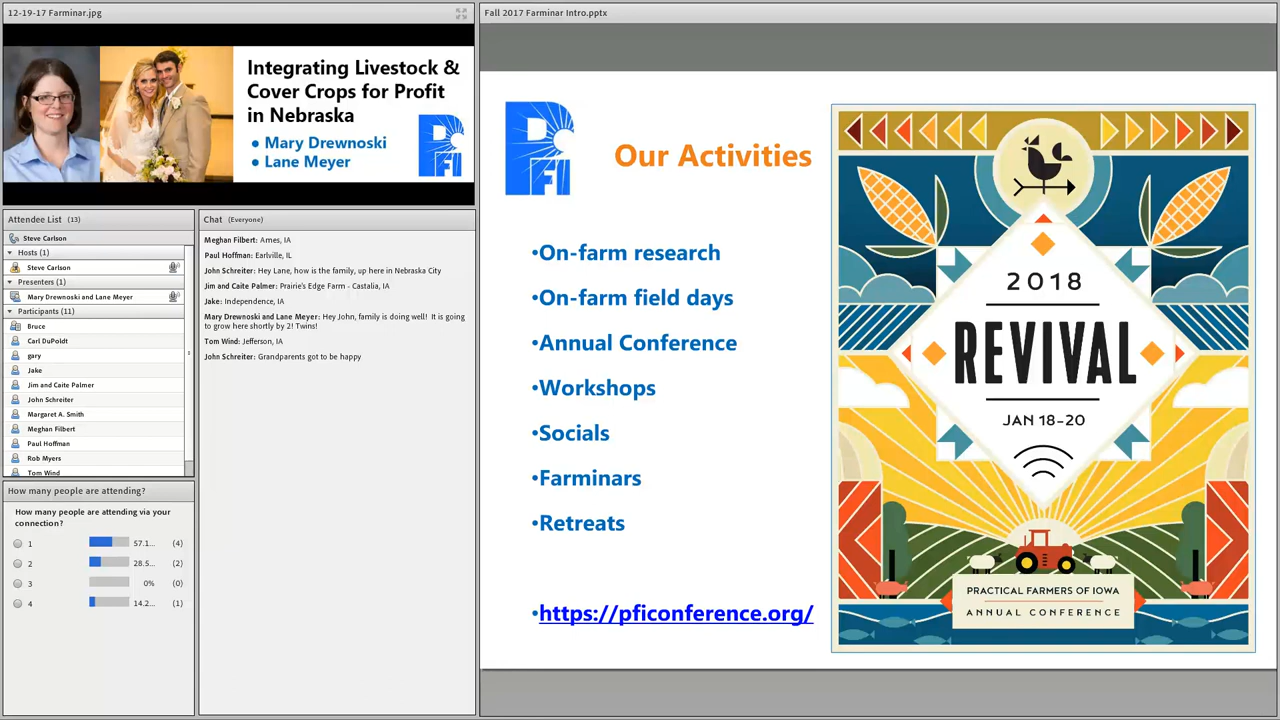 12-19-17 Farminar.jpg
Integrating Livestock &
Cover Crops for Profit
in Nebraska
• Mary Drewnoski
• Lane Meyer
PFI
Attendee List (13)
Steve Carlson
Hosts (1)
Steve Carlson
Presenters (1)
Mary Drewnoski and Lane Meyer
Participants (11)
Bruce
Carl DuPoldt
gary
Jake
Jim and Caite Palmer
John Schreiter
Margaret A. Smith
Meghan Filbert
Paul Hoffman
Rob Myers
Tom Wind
Chat (Everyone)
Meghan Filbert: Ames, IA
Paul Hoffman: Earlville, IL
John Schreiter: Hey Lane, how is the family, up here in Nebraska City
Jim and Caite Palmer: Prairie's Edge Farm - Castalia, IA
Jake: Independence, IA
Mary Drewnoski and Lane Meyer: Hey John, family is doing well! It is going
to grow here shortly by 2! Twins!
Tom Wind: Jefferson, IA
John Schreiter: Grandparents got to be happy
How many people are attending?
How many people are attending via your
connection?
1 57.1... (4)
2 28.5... (2)
3 0% (0)
4 14.2... (1)
Fall 2017 Farminar Intro.pptx
PFI
Our Activities
•On-farm research
•On-farm field days
•Annual Conference
•Workshops
•Socials
•Farminars
•Retreats
•https://pficonference.org/
2018
REVIVAL
JAN 18-20
PRACTICAL FARMERS OF IOWA
ANNUAL CONFERENCE